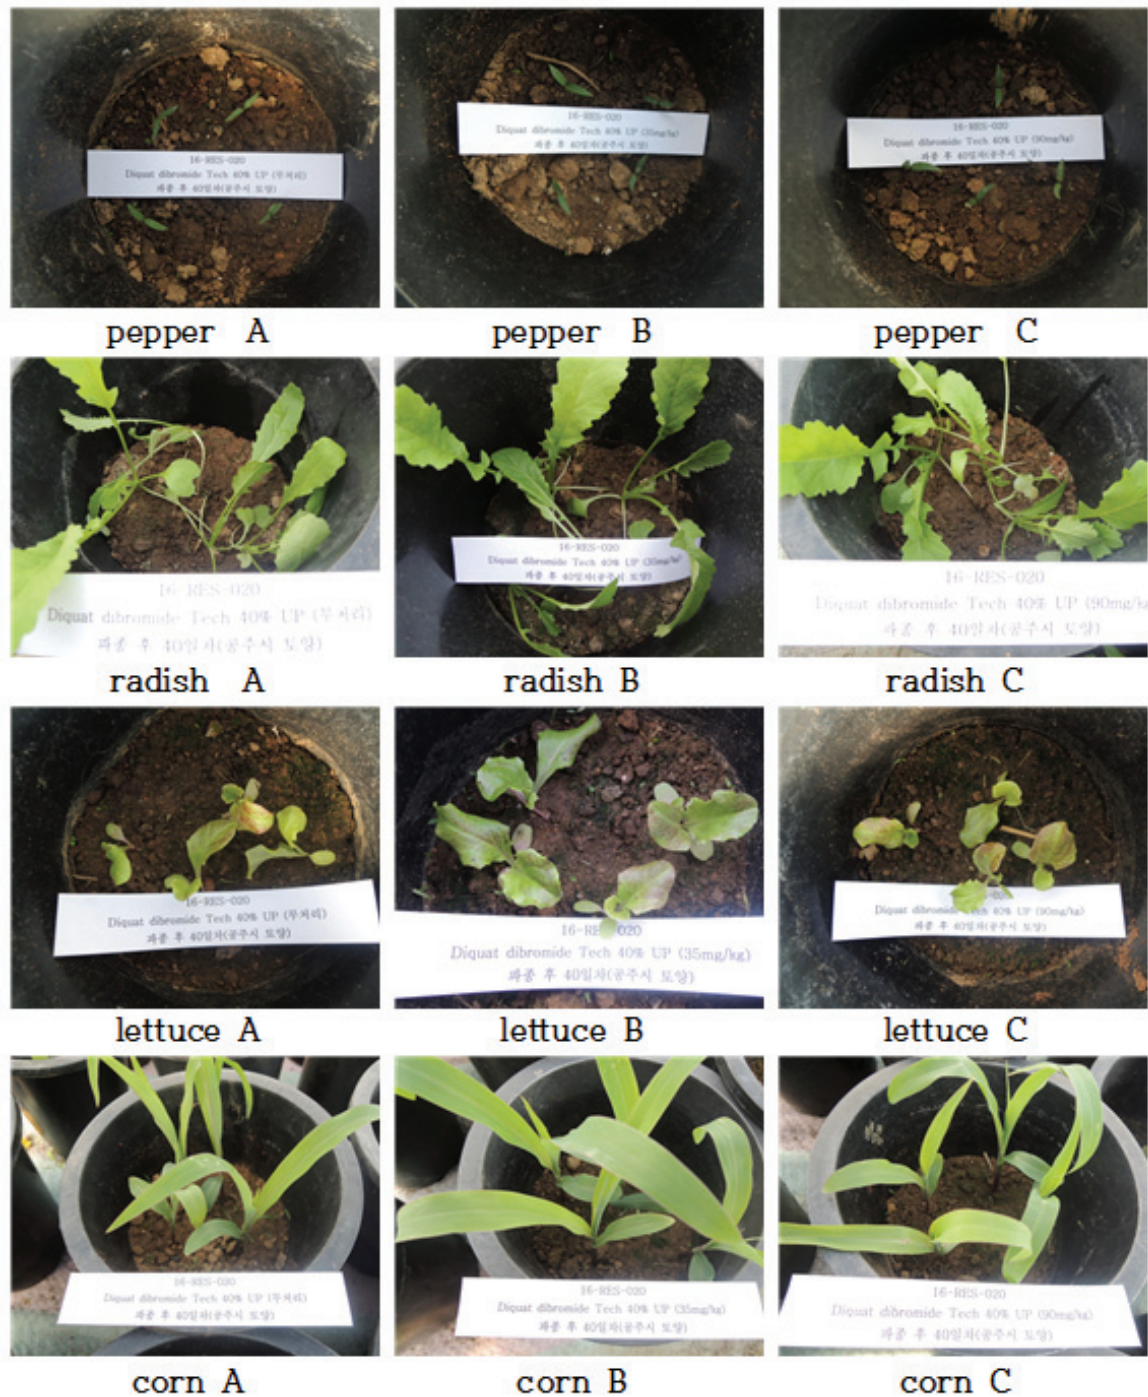 16-RES-020
Diquat dibromide Tech 40% UP (무처리)
파종 후 40일차(공주시 토양)
16-RES-020
Diquat dibromide Tech 40% UP (35mg/kg)
파종 후 40일차(공주시 토양)
16-RES-020
Diquat dibromide Tech 40% UP (90mg/kg)
파종 후 40일차(공주시 토양)
pepper A
pepper B
pepper C
16-RES-020
Diquat dibromide Tech 40% UP (무처리)
파종 후 40일차(공주시 토양)
16-RES-020
Diquat dibromide Tech 40% UP (35mg/kg)
파종 후 40일차(공주시 토양)
16-RES-020
Diquat dibromide Tech 40% UP (90mg/kg
파종 후 40일차(공주시 토양)
radish A
radish B
radish C
16-RES-020
Diquat dibromide Tech 40% UP (무처리)
파종 후 40일차(공주시 토양)
16-RES-020
Diquat dibromide Tech 40% UP (35mg/kg)
파종 후 40일차(공주시 토양)
Diquat dibromide Tech 40% UP (90mg/kg)
파종 후 40일차(공주시 토양)
lettuce A
lettuce B
lettuce C
16-RES-020
Diquat dibromide Tech 40% UP (무처리)
파종 후 40일차(공주시 토양)
16-RES-020
Diquat dibromide Tech 40% UP (35mg/kg)
파종 후 40일차(공주시 토양)
16-RES-020
Diquat dibromide Tech 40% UP (90mg/kg)
파종 후 40일차(공주시 토양)
corn A
corn B
corn C